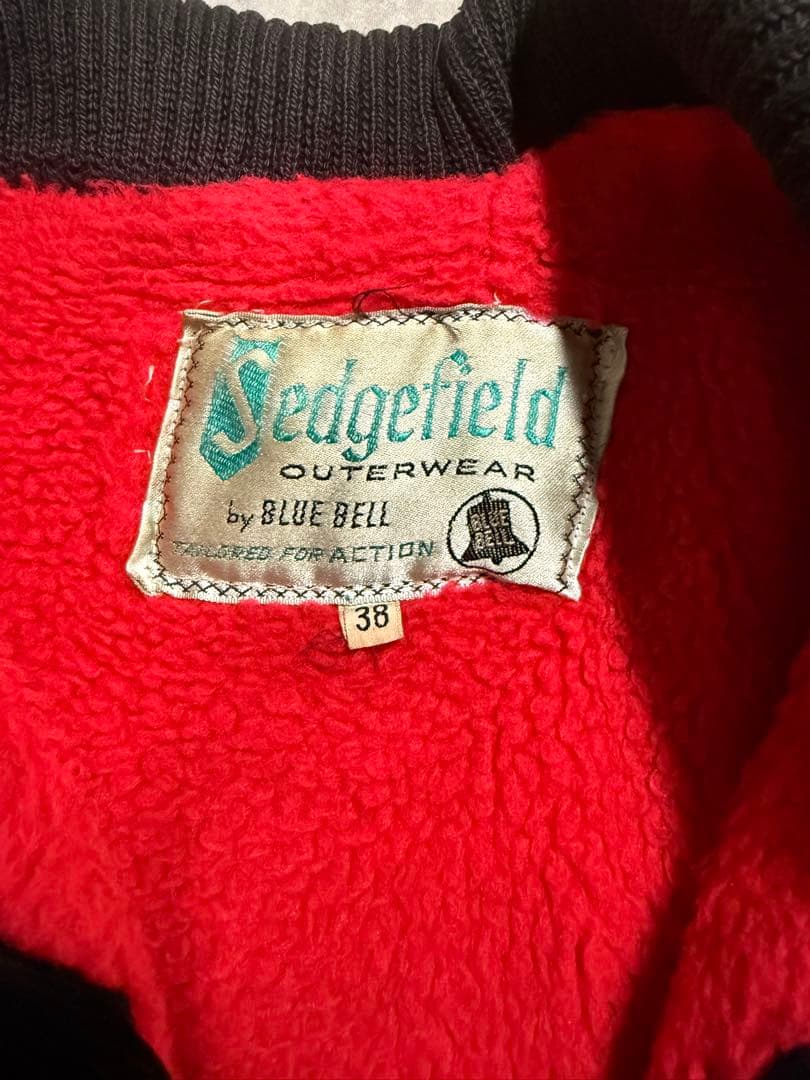 Sedgefield
OUTERWEAR
by BLUE BELL
TAILORED FOR ACTION
BLUE
BELL
38